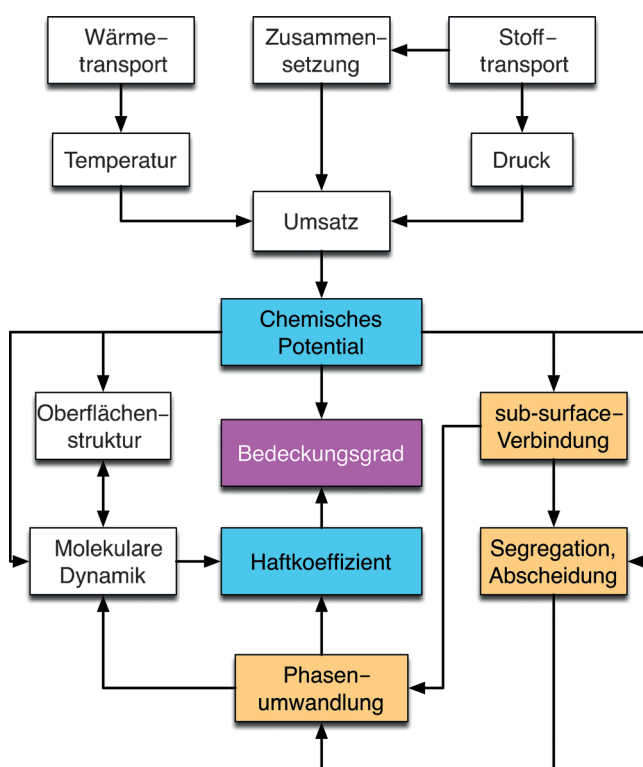 Wärme–
transport
Zusammen–
setzung
Stoff–
transport
Temperatur
Druck
Umsatz
Chemisches
Potential
Oberflächen–
struktur
Bedeckungsgrad
sub-surface–
Verbindung
Molekulare
Dynamik
Haftkoeffizient
Segregation,
Abscheidung
Phasen–
umwandlung